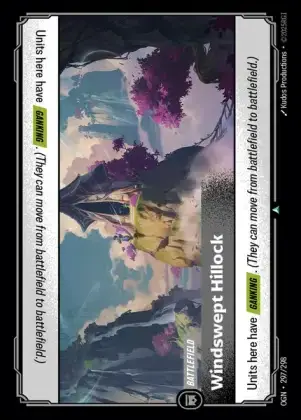 Units here have GANKING. (They can move from battlefield to battlefield.)
BATTLEFIELD
Windswept Hillock
Units here have GANKING. (They can move from battlefield to battlefield.)
OGN • 297/298
Kudos Productions • ©2025RGT